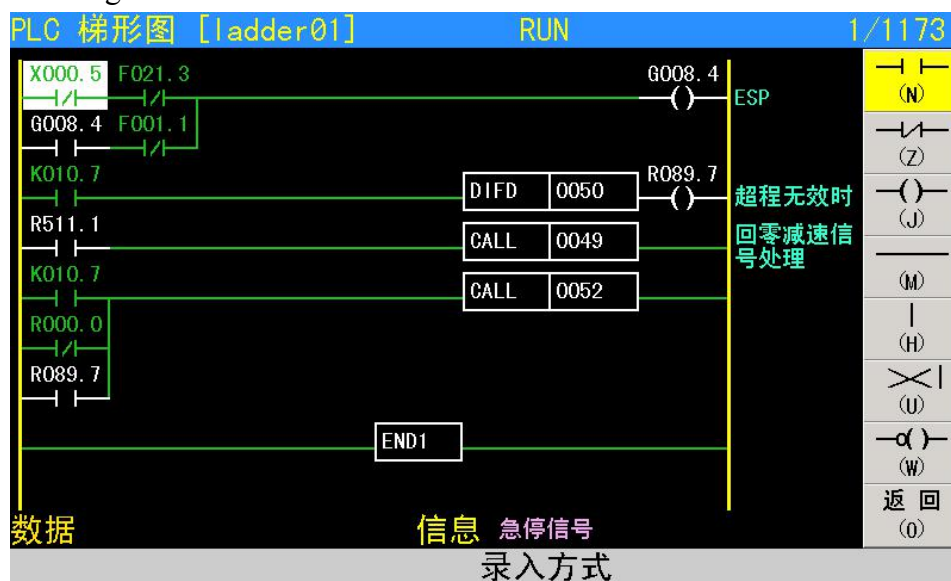 PLC 梯形图 [ladder01] RUN 1/1173
X000.5 F021.3 G008.4
ESP
G008.4 F001.1
K010.7
DIFD 0050 R089.7
超程无效时
R511.1
CALL 0049
回零减速信
号处理
K010.7
CALL 0052
R000.0
R089.7
END1
数据 信息 急停信号
录入方式
(N)
(Z)
(J)
(M)
(H)
(U)
(W)
返 回
(O)